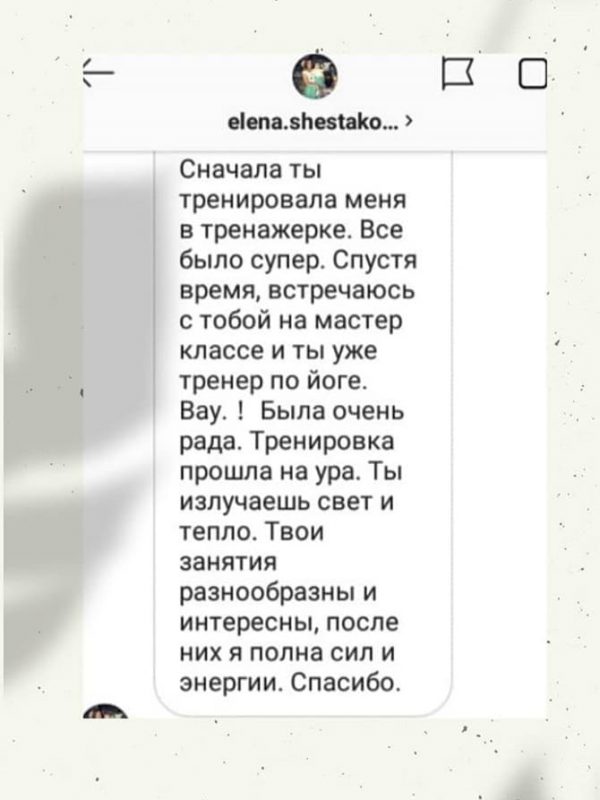 elena.shestako... >
Сначала ты
тренировала меня
в тренажерке. Все
было супер. Спустя
время, встречаюсь
с тобой на мастер
классе и ты уже
тренер по йоге.
Вау. ! Была очень
рада. Тренировка
прошла на ура. Ты
излучаешь свет и
тепло. Твои
занятия
разнообразны и
интересны, после
них я полна сил и
энергии. Спасибо.